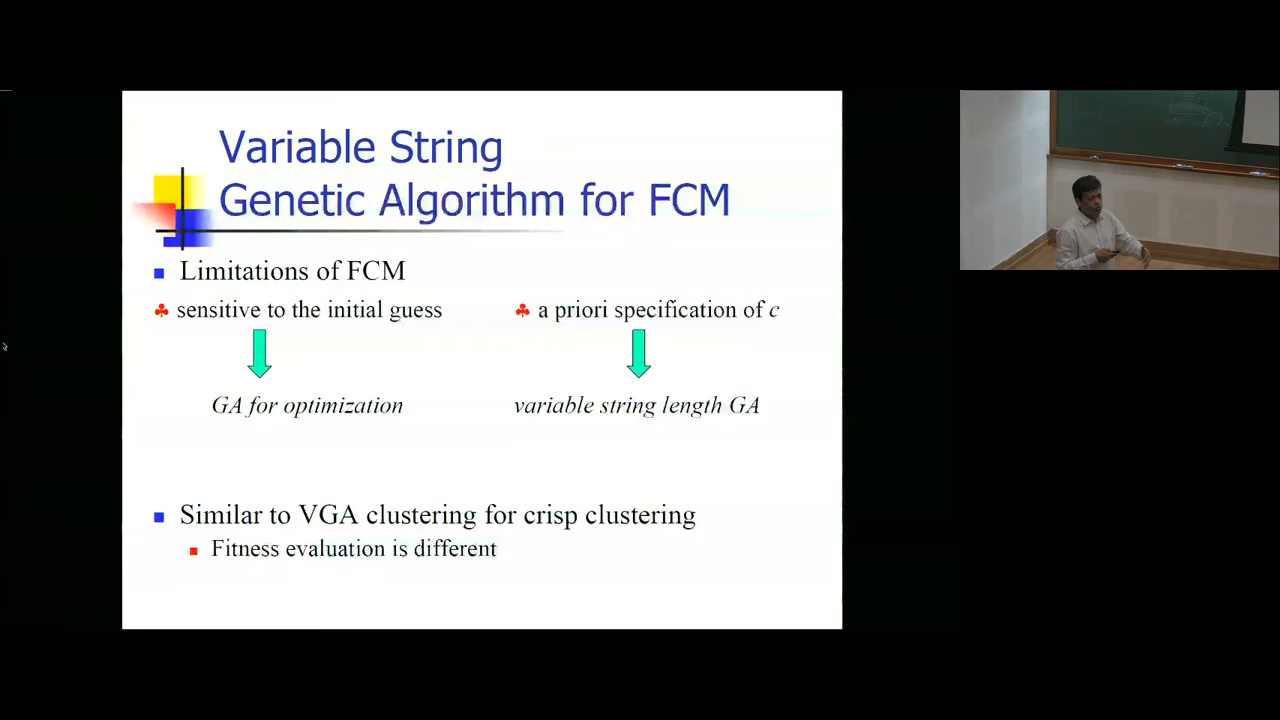 Variable String
Genetic Algorithm for FCM
Limitations of FCM
sensitive to the initial guess
a priori specification of c
GA for optimization
variable string length GA
Similar to VGA clustering for crisp clustering
Fitness evaluation is different